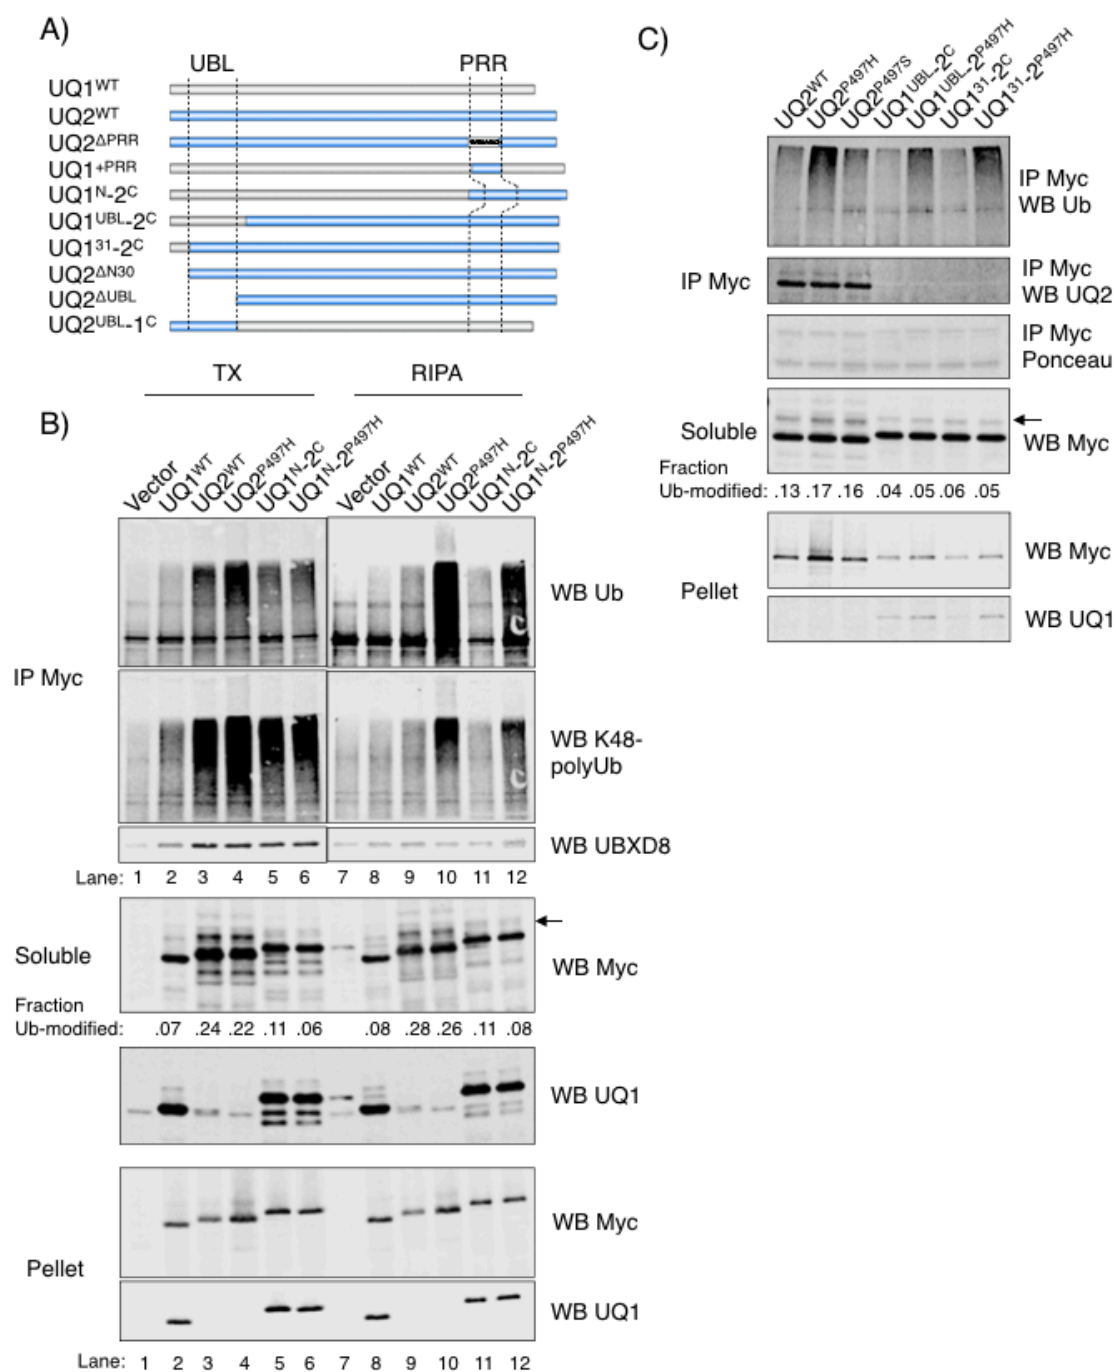 A)
UBL PRR
UQ1WT
UQ2WT
UQ2ΔPRR
UQ1+PRR
UQ1N-2C
UQ1UBL-2C
UQ131-2C
UQ2ΔN30
UQ2ΔUBL
UQ2UBL-1C
B)
TX RIPA
Vector UQ1WT UQ2WT UQ2P497H UQ1N-2C UQ1N-2P497H Vector UQ1WT UQ2WT UQ2P497H UQ1N-2C UQ1N-2P497H
WB Ub
IP Myc
WB K48-
polyUb
WB UBXD8
Lane: 1 2 3 4 5 6 7 8 9 10 11 12
Soluble
WB Myc
Fraction
Ub-modified: .07 .24 .22 .11 .06 .08 .28 .26 .11 .08
WB UQ1
WB Myc
Pellet
WB UQ1
Lane: 1 2 3 4 5 6 7 8 9 10 11 12
C)
UQ2WT UQ2P497H UQ2P497S UQ1UBL-2C UQ1UBL-2P497H UQ131-2C UQ131-2P497H
IP Myc
WB Ub
IP Myc
IP Myc
WB UQ2
IP Myc
Ponceau
Soluble
WB Myc
Fraction
Ub-modified: .13 .17 .16 .04 .05 .06 .05
WB Myc
Pellet
WB UQ1